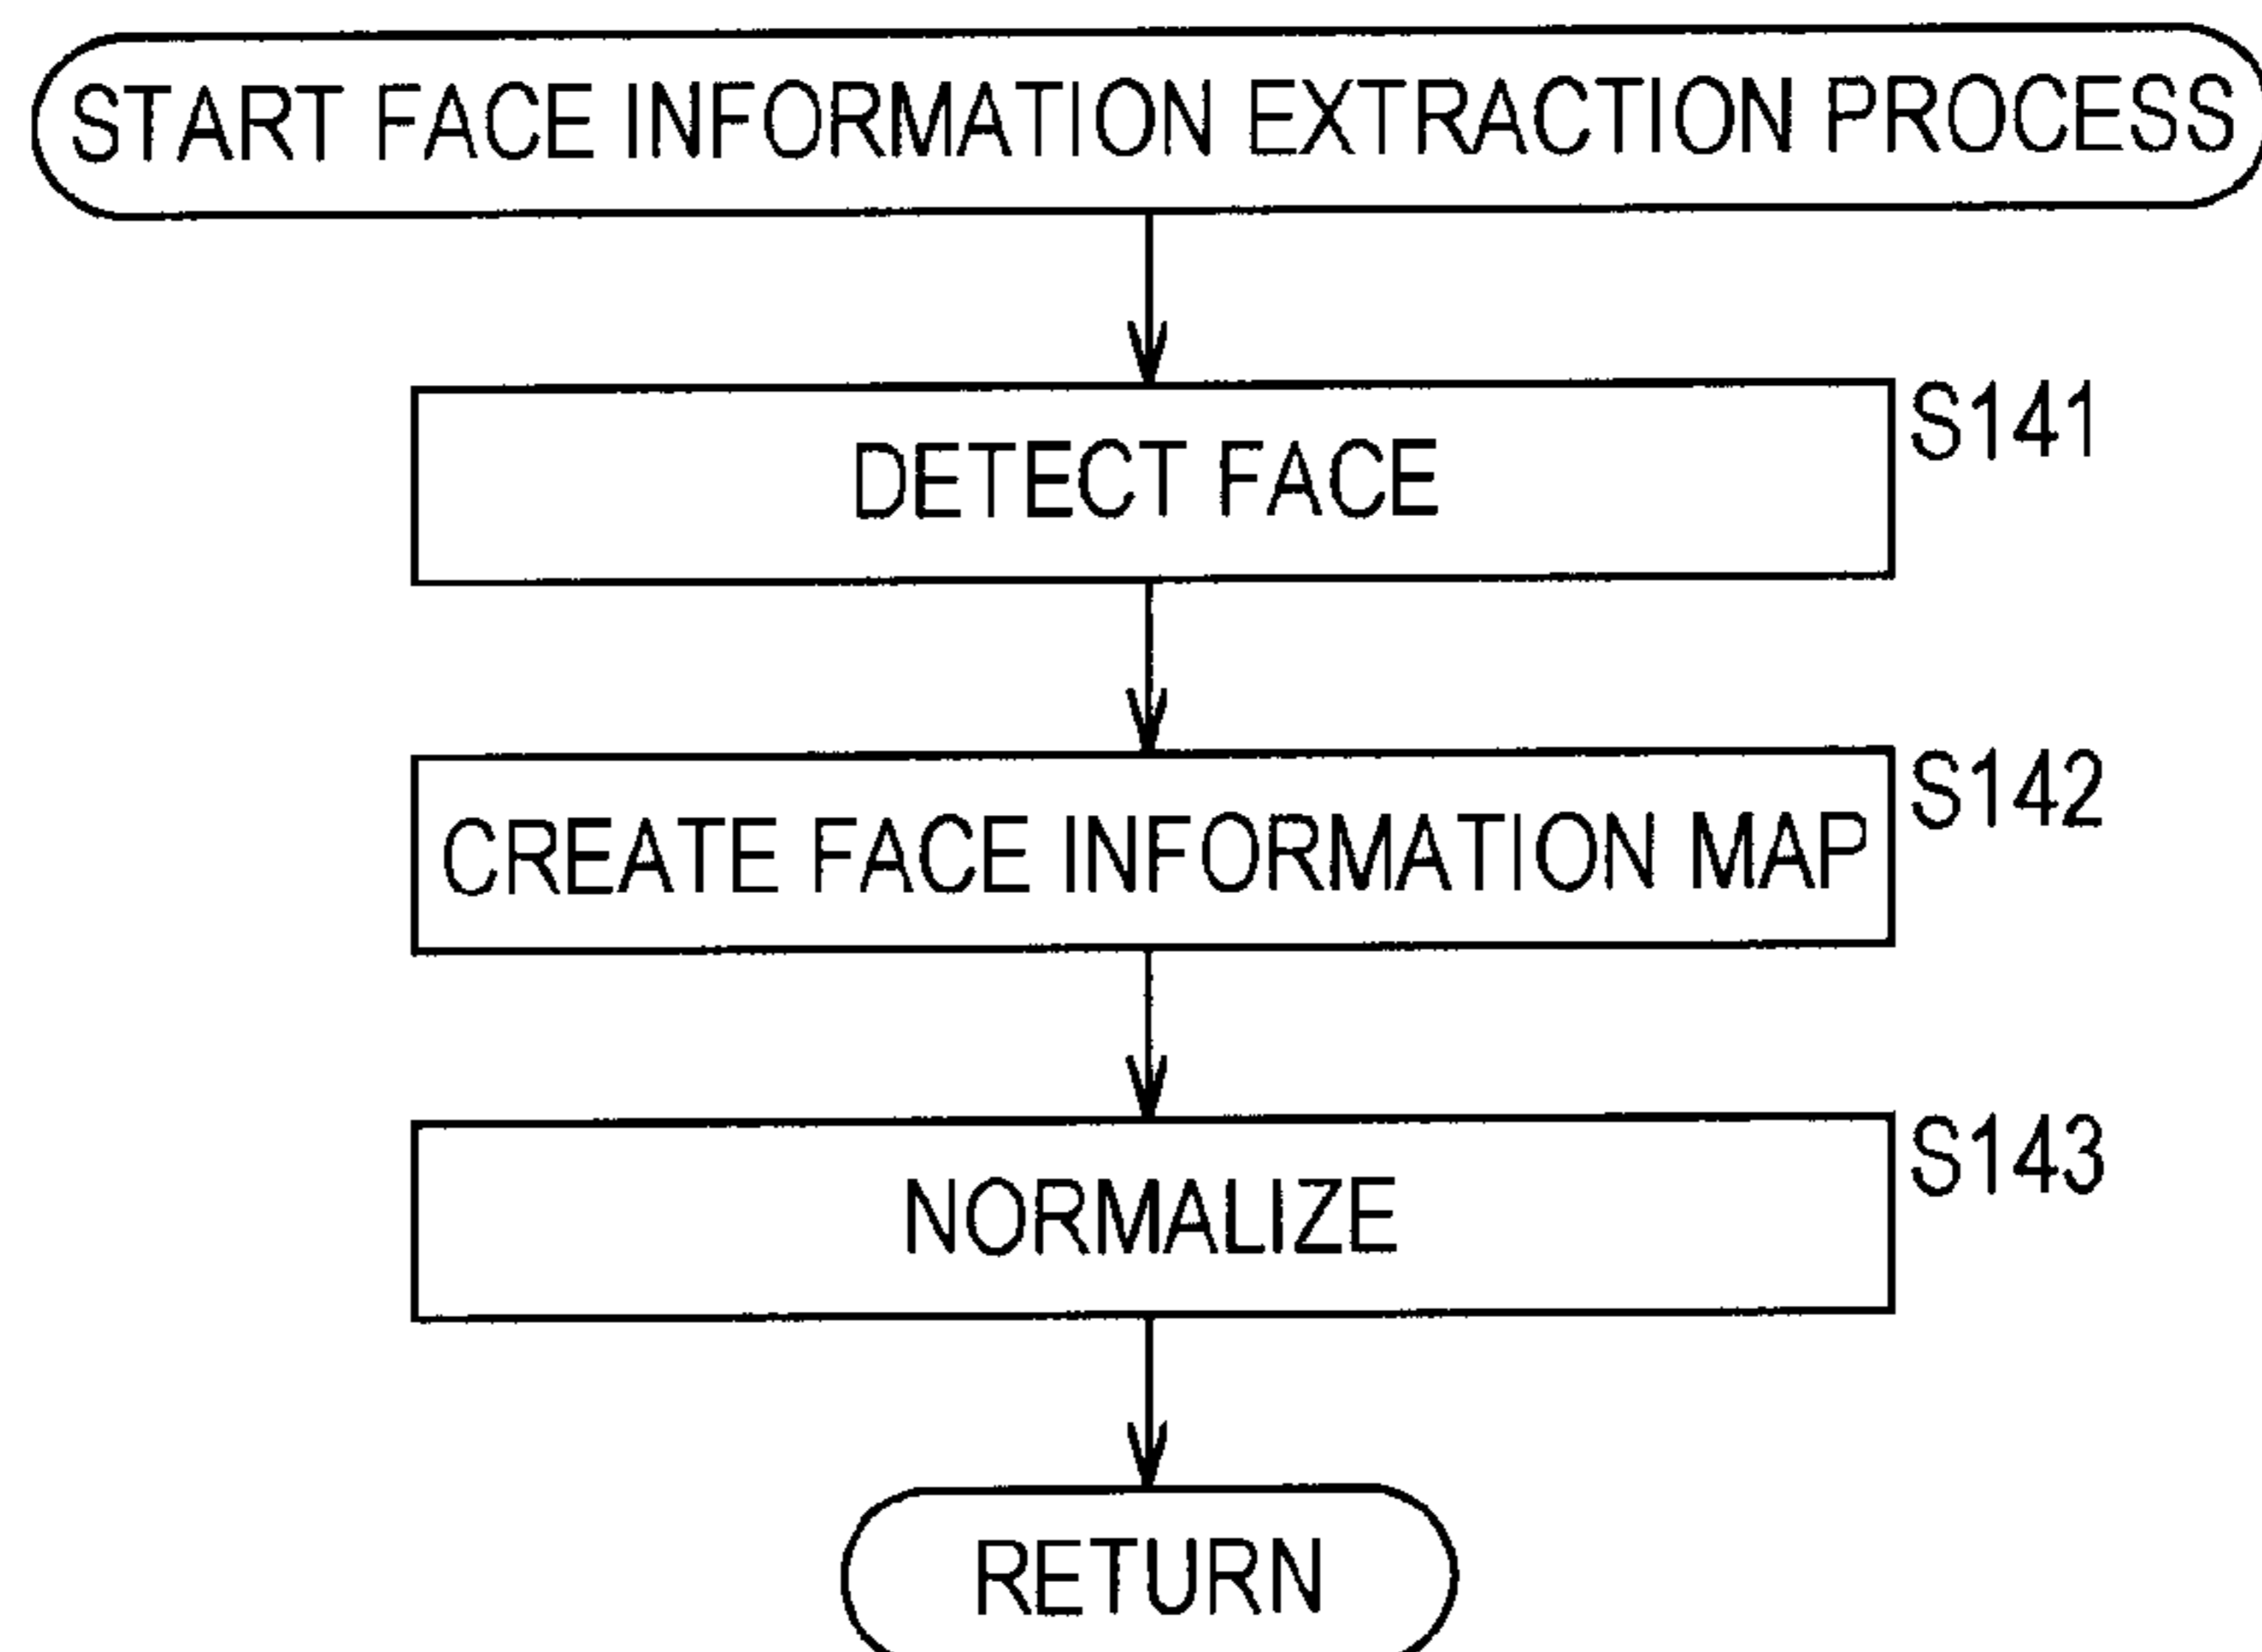 START FACE INFORMATION EXTRACTION PROCESS
S141
DETECT FACE
S142
CREATE FACE INFORMATION MAP
S143
NORMALIZE
RETURN